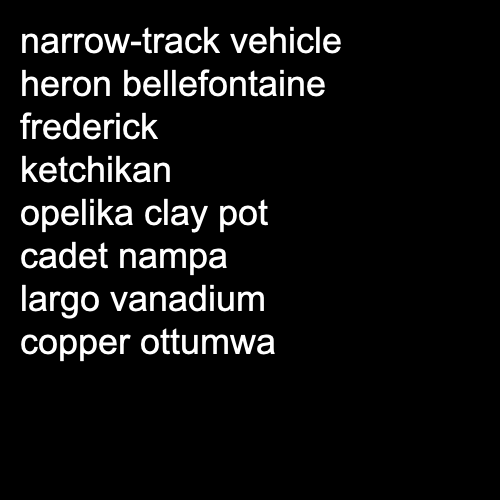 narrow-track vehicle
heron bellefontaine
frederick
ketchikan
opelika clay pot
cadet nampa
largo vanadium
copper ottumwa